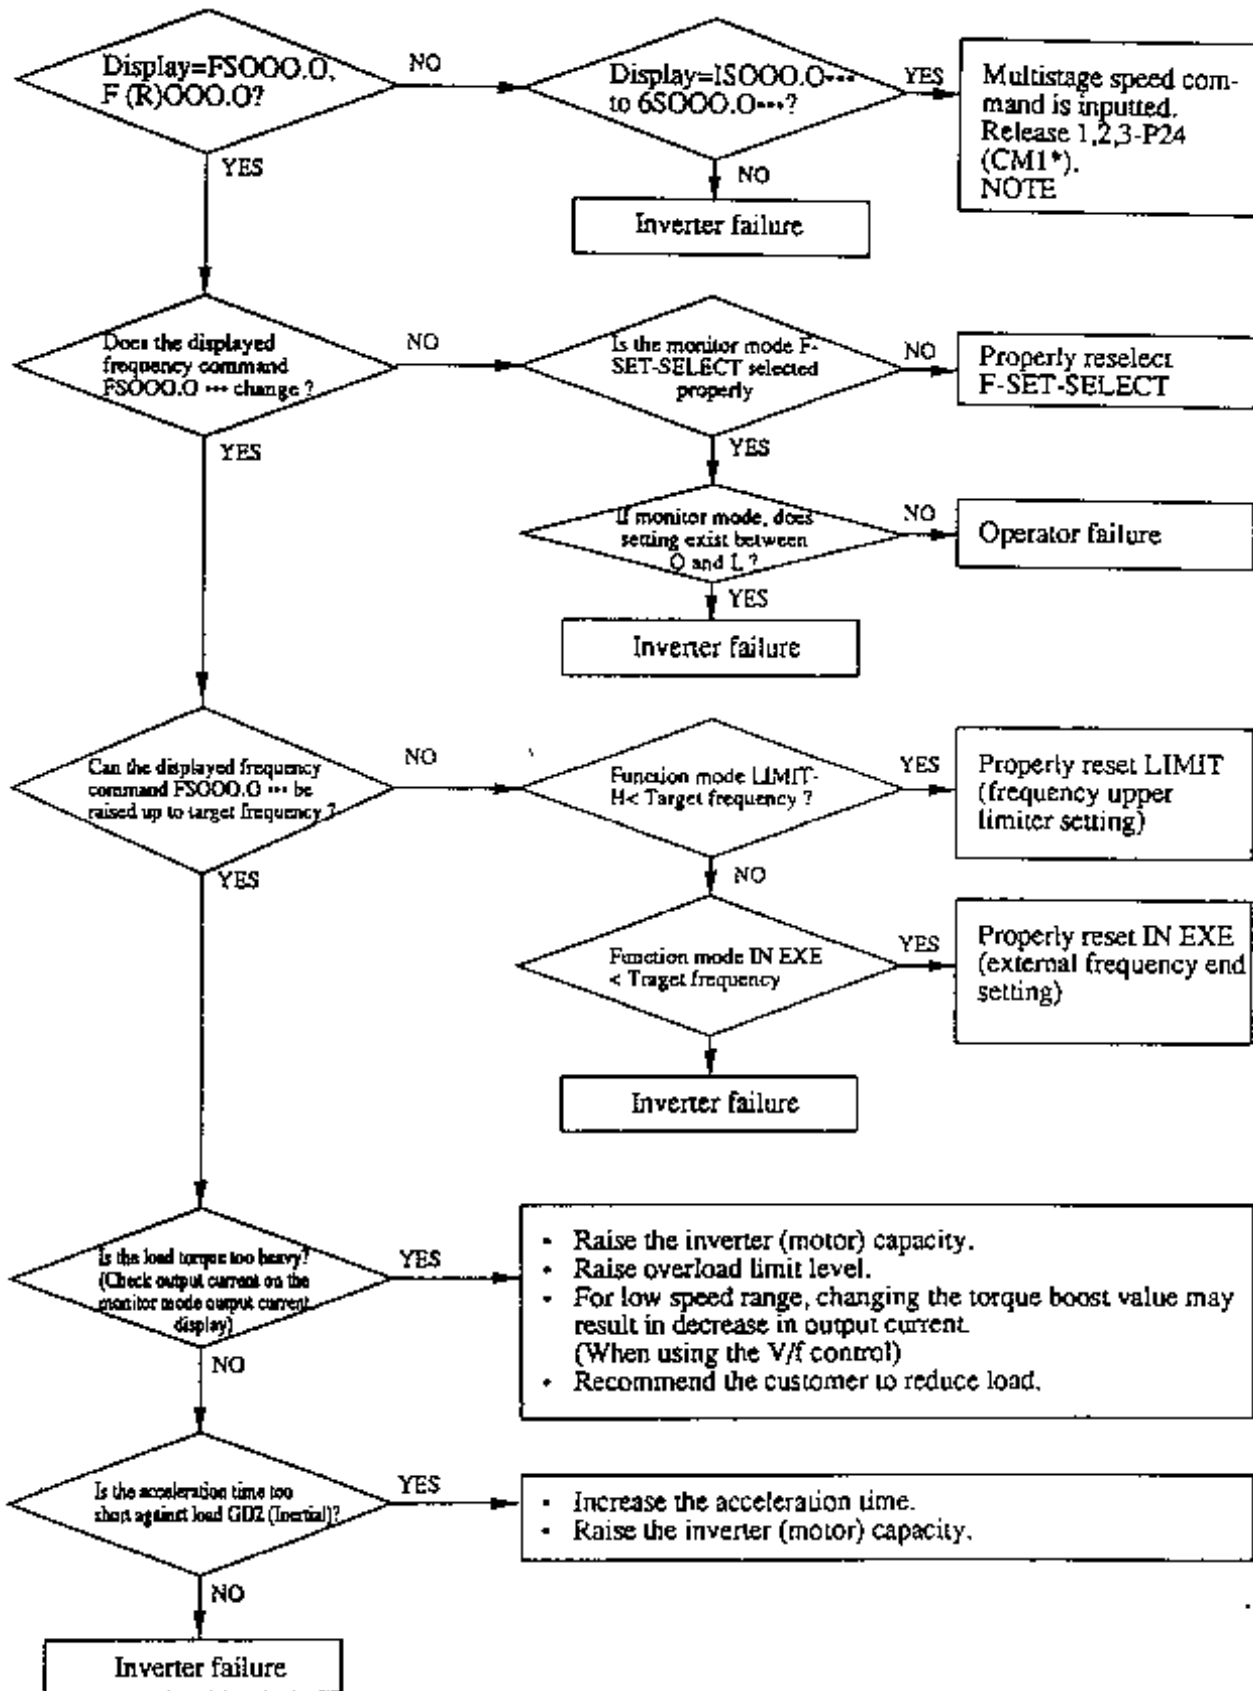 Display=FSOOO.O,
F (R)OOO.O?
NO
Display=ISOOO.O•••
to 6SOOO.O•••?
YES
Multistage speed com-
mand is inputted.
Release 1,2,3-P24
(CM1*).
NOTE
YES
NO
Inverter failure
Does the displayed
frequency command
FSOOO.O ••• change ?
NO
Is the monitor mode F-
SET-SELECT selected
properly
NO
Properly reselect
F-SET-SELECT
YES
YES
If monitor mode, does
setting exist between
O and L ?
NO
Operator failure
YES
Inverter failure
Can the displayed frequency
command FSOOO.O ••• be
raised up to target frequency ?
NO
Function mode LIMIT-
H< Target frequency ?
YES
Properly reset LIMIT
(frequency upper
limiter setting)
YES
NO
Function mode IN EXE
< Traget frequency
YES
Properly reset IN EXE
(external frequency end
setting)
Inverter failure
Is the load torque too heavy?
(Check output current on the
monitor mode output current
display)
YES
• Raise the inverter (motor) capacity.
• Raise overload limit level.
• For low speed range, changing the torque boost value may
result in decrease in output current.
(When using the V/f control)
• Recommend the customer to reduce load.
NO
Is the acceleration time too
short against load GD2 (Inertial)?
YES
• Increase the acceleration time.
• Raise the inverter (motor) capacity.
NO
Inverter failure